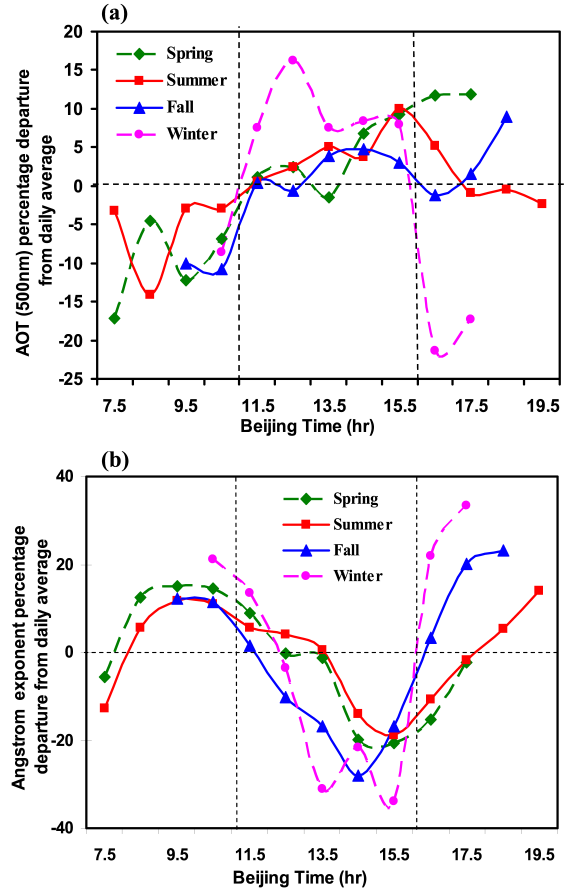 (a)
AOT (500nm) percentage departure
from daily average
20
15
10
5
0
-5
-10
-15
-20
-25
Spring
Summer
Fall
Winter
7.5 9.5 11.5 13.5 15.5 17.5 19.5
Beijing Time (hr)
(b)
Angstrom exponent percentage
departure from daily average
40
20
0
-20
-40
Spring
Summer
Fall
Winter
7.5 9.5 11.5 13.5 15.5 17.5 19.5
Beijing Time (hr)